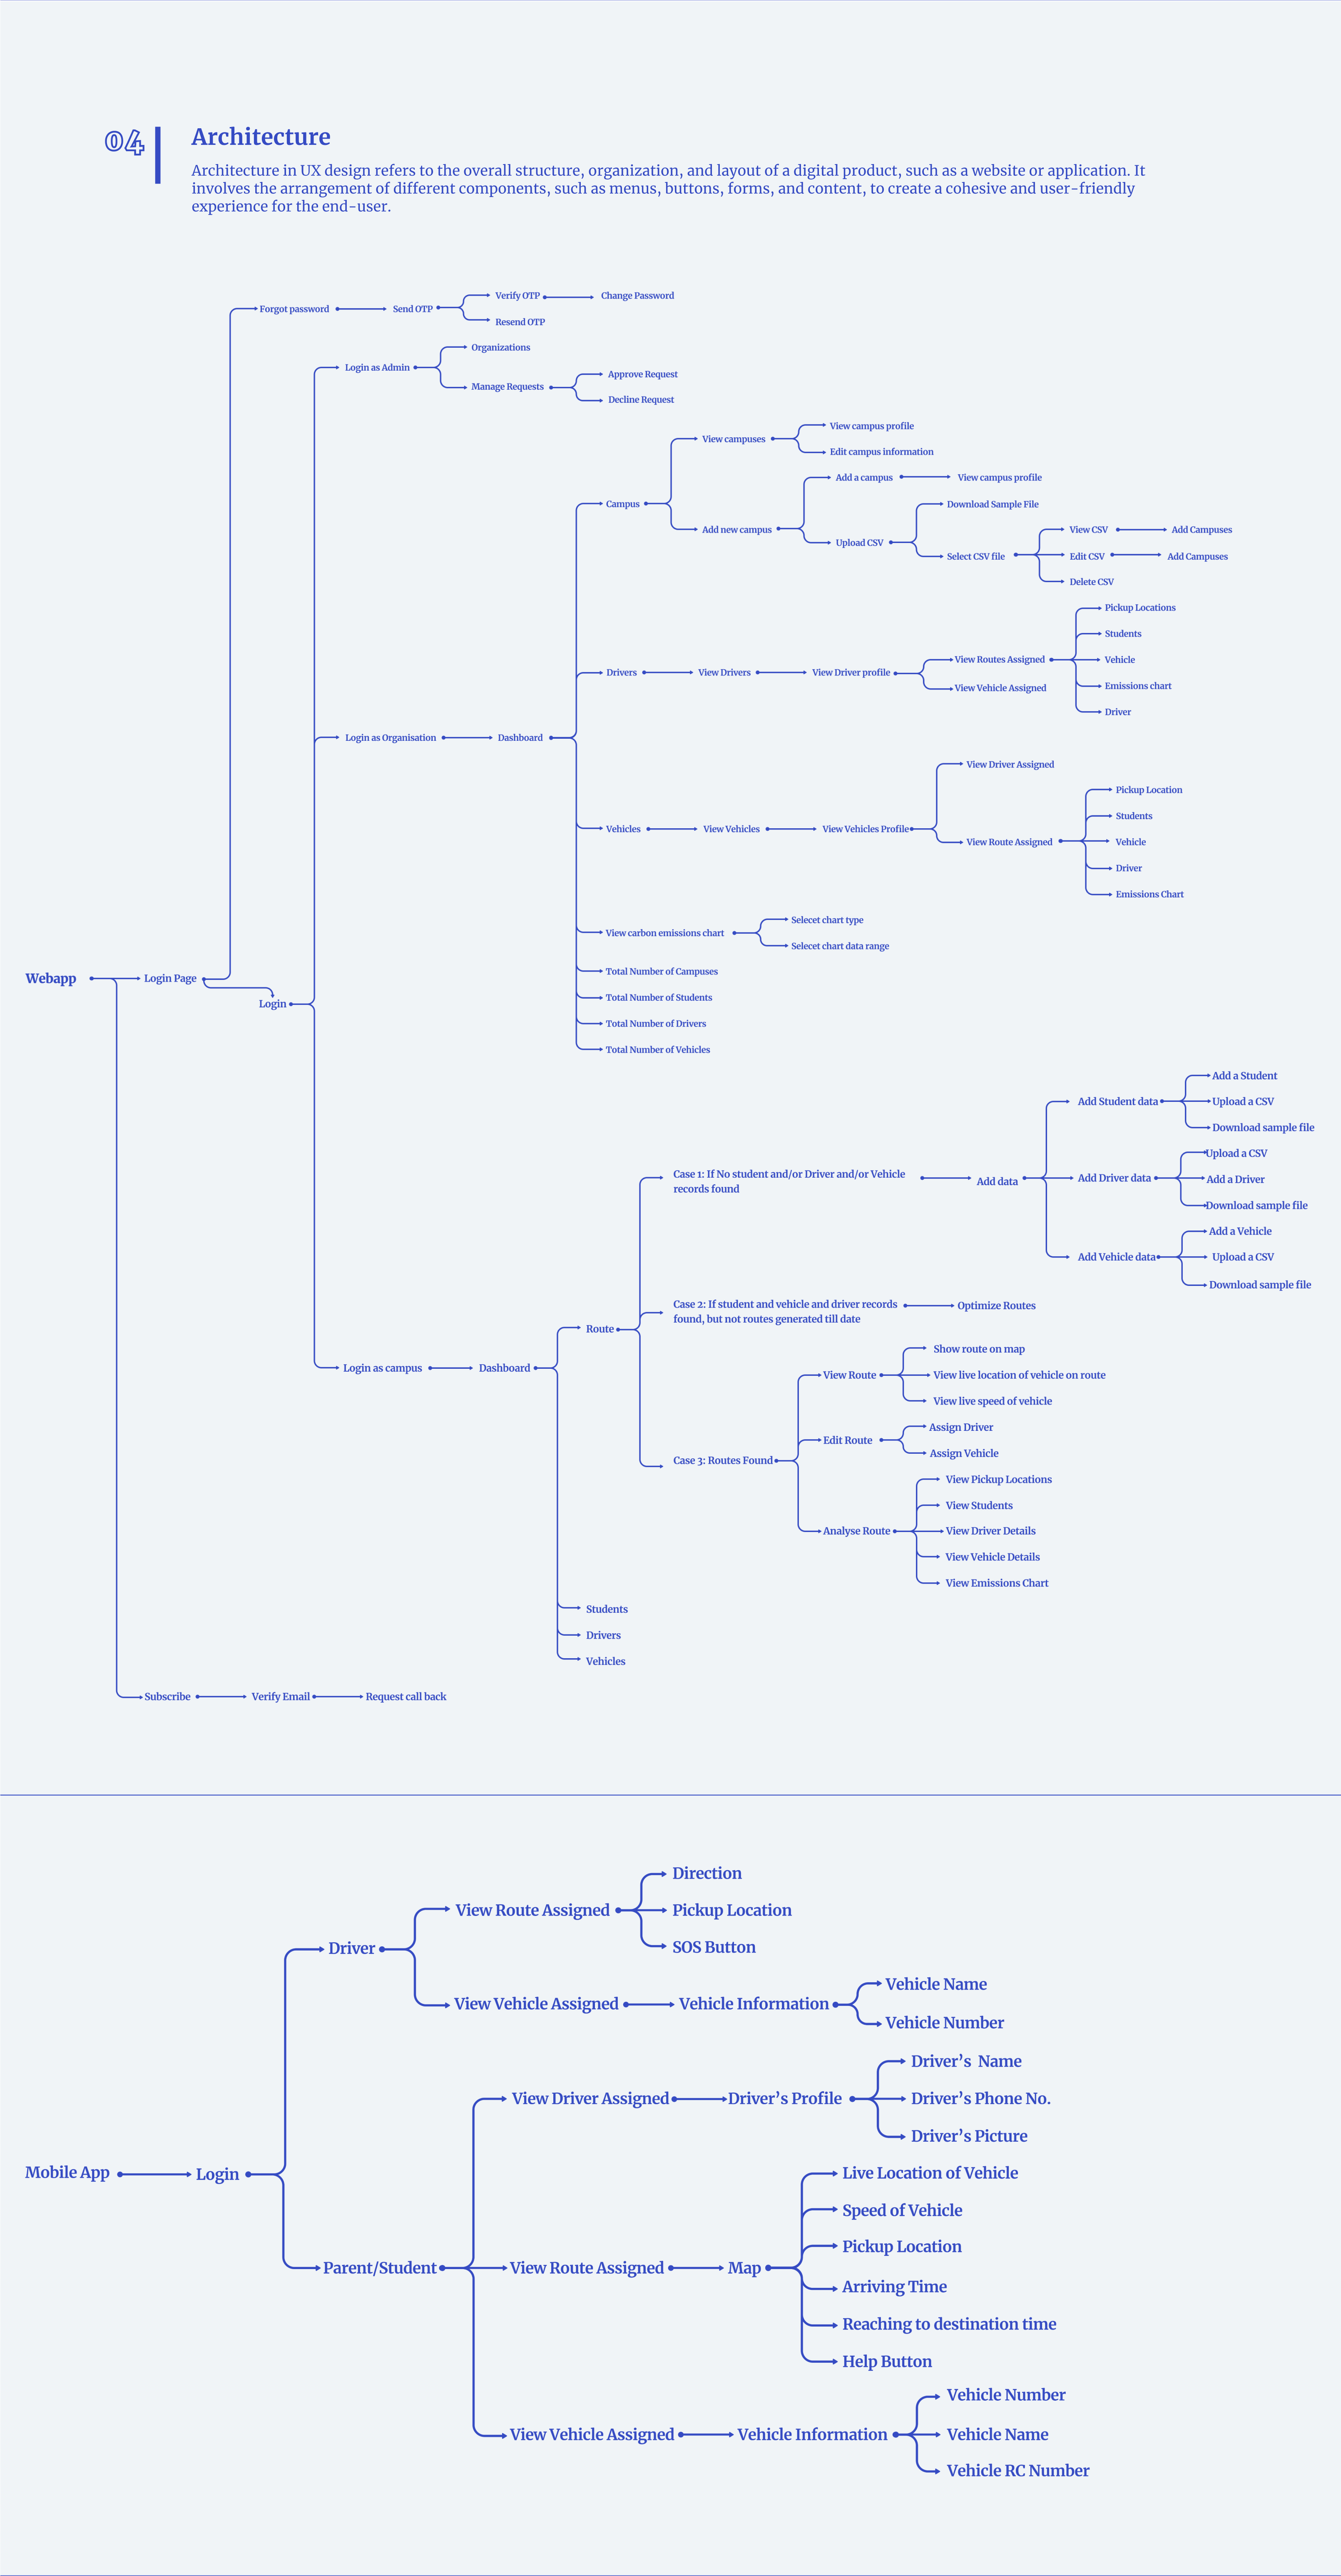 04
Architecture
Architecture in UX design refers to the overall structure, organization, and layout of a digital product, such as a website or application. It
involves the arrangement of different components, such as menus, buttons, forms, and content, to create a cohesive and user-friendly
experience for the end-user.
Forgot password
Send OTP
Verify OTP
Change Password
Resend OTP
Login as Admin
Organizations
Manage Requests
Approve Request
Decline Request
Campus
View campuses
View campus profile
Edit campus information
Add new campus
Add a campus
View campus profile
Upload CSV
Download Sample File
Select CSV file
View CSV
Add Campuses
Edit CSV
Add Campuses
Delete CSV
Login as Organisation
Dashboard
Drivers
View Drivers
View Driver profile
View Routes Assigned
Pickup Locations
Students
Vehicle
Emissions chart
Driver
View Vehicle Assigned
Vehicles
View Vehicles
View Vehicles Profile
View Driver Assigned
View Route Assigned
Pickup Location
Students
Vehicle
Driver
Emissions Chart
View carbon emissions chart
Selecet chart type
Selecet chart data range
Total Number of Campuses
Total Number of Students
Total Number of Drivers
Total Number of Vehicles
Webapp
Login Page
Login
Login as campus
Dashboard
Route
Case 1: If No student and/or Driver and/or Vehicle
records found
Add data
Add Student data
Add a Student
Upload a CSV
Download sample file
Add Driver data
Upload a CSV
Add a Driver
Download sample file
Add Vehicle data
Add a Vehicle
Upload a CSV
Download sample file
Case 2: If student and vehicle and driver records
found, but not routes generated till date
Optimize Routes
Case 3: Routes Found
View Route
Show route on map
View live location of vehicle on route
View live speed of vehicle
Edit Route
Assign Driver
Assign Vehicle
Analyse Route
View Pickup Locations
View Students
View Driver Details
View Vehicle Details
View Emissions Chart
Students
Drivers
Vehicles
Subscribe
Verify Email
Request call back
Mobile App
Login
Driver
View Route Assigned
Direction
Pickup Location
SOS Button
View Vehicle Assigned
Vehicle Information
Vehicle Name
Vehicle Number
Parent/Student
View Driver Assigned
Driver’s Profile
Driver’s  Name
Driver’s Phone No.
Driver’s Picture
View Route Assigned
Map
Live Location of Vehicle
Speed of Vehicle
Pickup Location
Arriving Time
Reaching to destination time
Help Button
View Vehicle Assigned
Vehicle Information
Vehicle Number
Vehicle Name
Vehicle RC Number